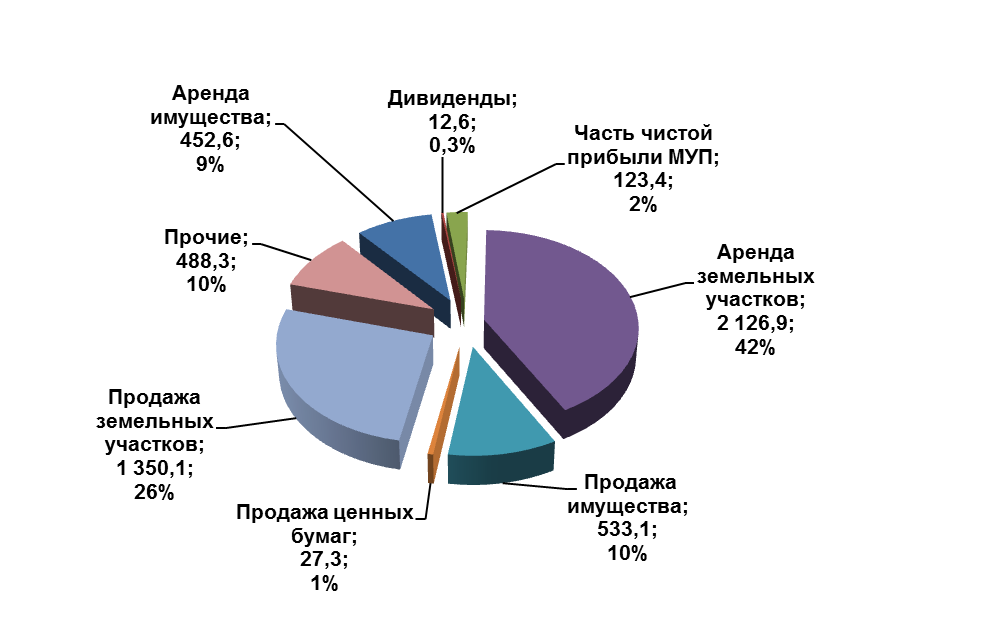 Аренда
имущества;
452,6;
9%
Дивиденды;
12,6;
0,3%
Часть чистой
прибыли МУП;
123,4;
2%
Прочие;
488,3;
10%
Аренда
земельных
участков;
2 126,9;
42%
Продажа
земельных
участков;
1 350,1;
26%
Продажа ценных
бумаг;
27,3;
1%
Продажа
имущества;
533,1;
10%